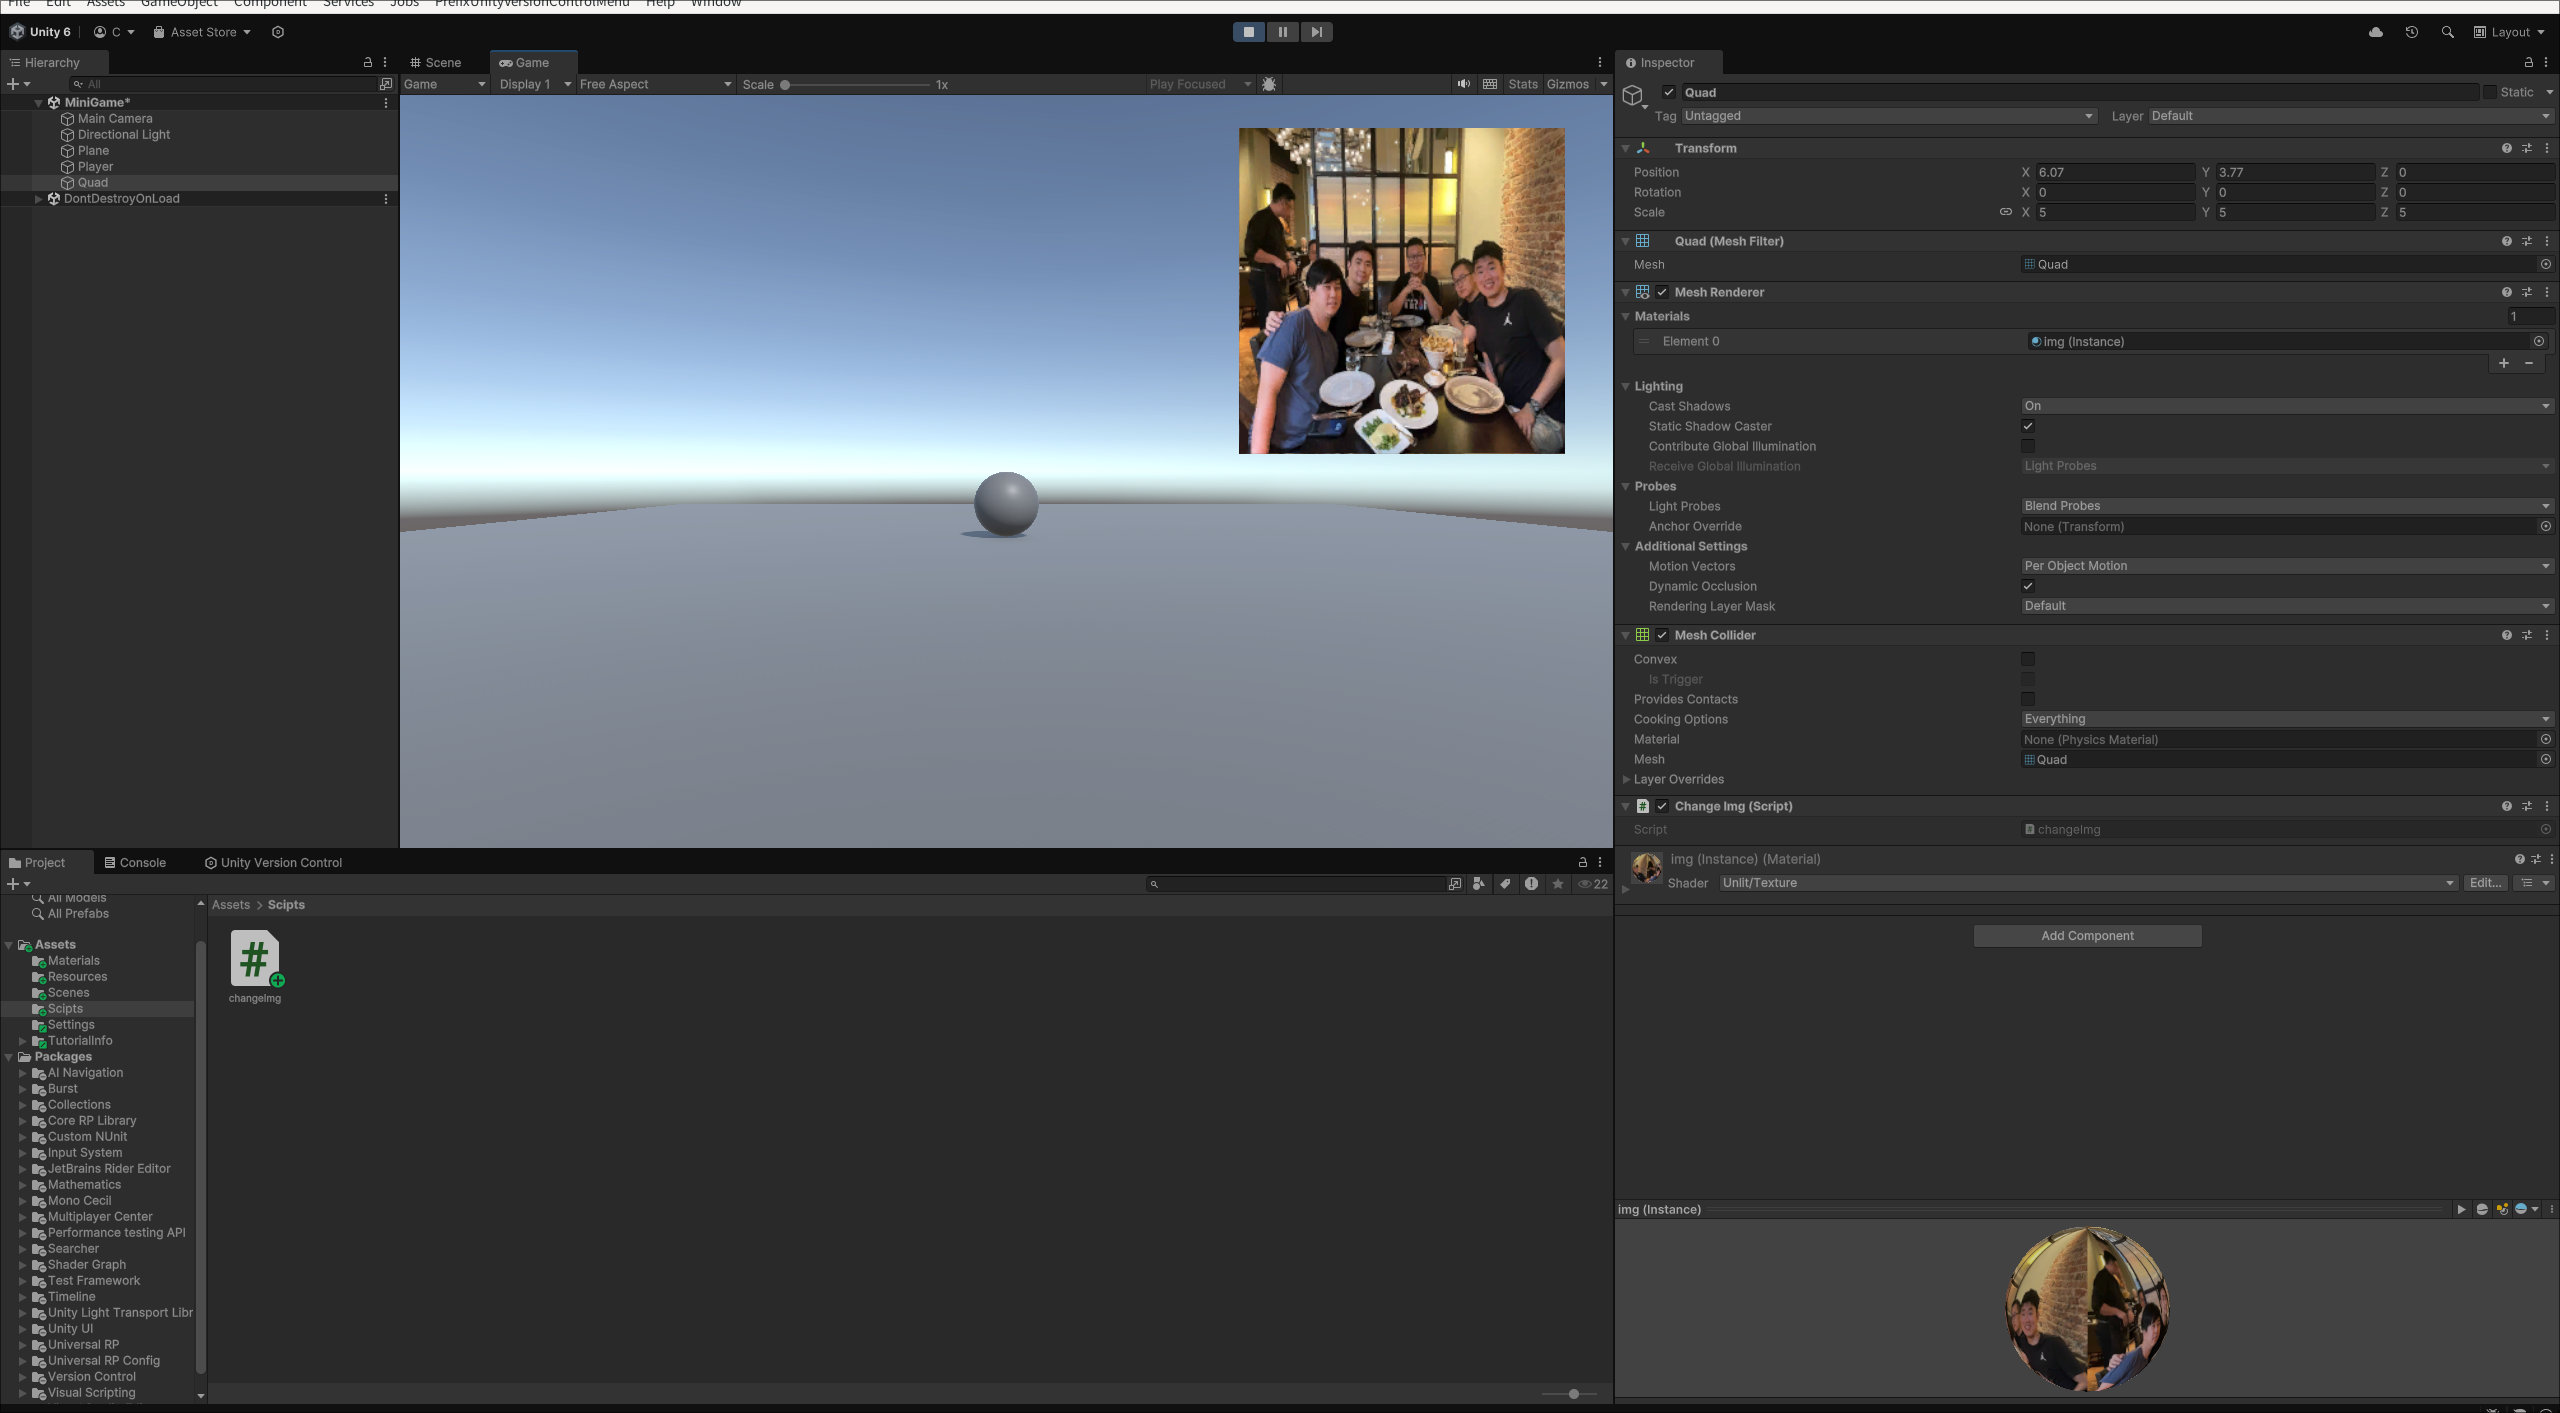 File Edit Assets GameObject Component Services Jobs PrefixUnityVersionControlMenu Help Window
Unity 6 C Asset Store Layout
Hierarchy
All
MiniGame*
Main Camera
Directional Light
Plane
Player
Quad
DontDestroyOnLoad
Scene Game
Game Display 1 Free Aspect Scale 1x Play Focused Stats Gizmos
Inspector
Quad Static
Tag Untagged Layer Default
Transform
Position X 6.07 Y 3.77 Z 0
Rotation X 0 Y 0 Z 0
Scale X 5 Y 5 Z 5
Quad (Mesh Filter)
Mesh Quad
Mesh Renderer
Materials 1
Element 0 img (Instance)
Lighting
Cast Shadows On
Static Shadow Caster
Contribute Global Illumination
Receive Global Illumination Light Probes
Probes
Light Probes Blend Probes
Anchor Override None (Transform)
Additional Settings
Motion Vectors Per Object Motion
Dynamic Occlusion
Rendering Layer Mask Default
Mesh Collider
Convex
Is Trigger
Provides Contacts
Cooking Options Everything
Material None (Physics Material)
Mesh Quad
Layer Overrides
Change Img (Script)
Script changeImg
img (Instance) (Material)
Shader Unlit/Texture Edit...
Add Component
img (Instance)
Project Console Unity Version Control
22
All Models
All Prefabs
Assets
Materials
Resources
Scenes
Scipts
Settings
TutorialInfo
Packages
AI Navigation
Burst
Collections
Core RP Library
Custom NUnit
Input System
JetBrains Rider Editor
Mathematics
Mono Cecil
Multiplayer Center
Performance testing API
Searcher
Shader Graph
Test Framework
Timeline
Unity Light Transport Libr
Unity UI
Universal RP
Universal RP Config
Version Control
Visual Scripting
Assets > Scipts
#
changeImg